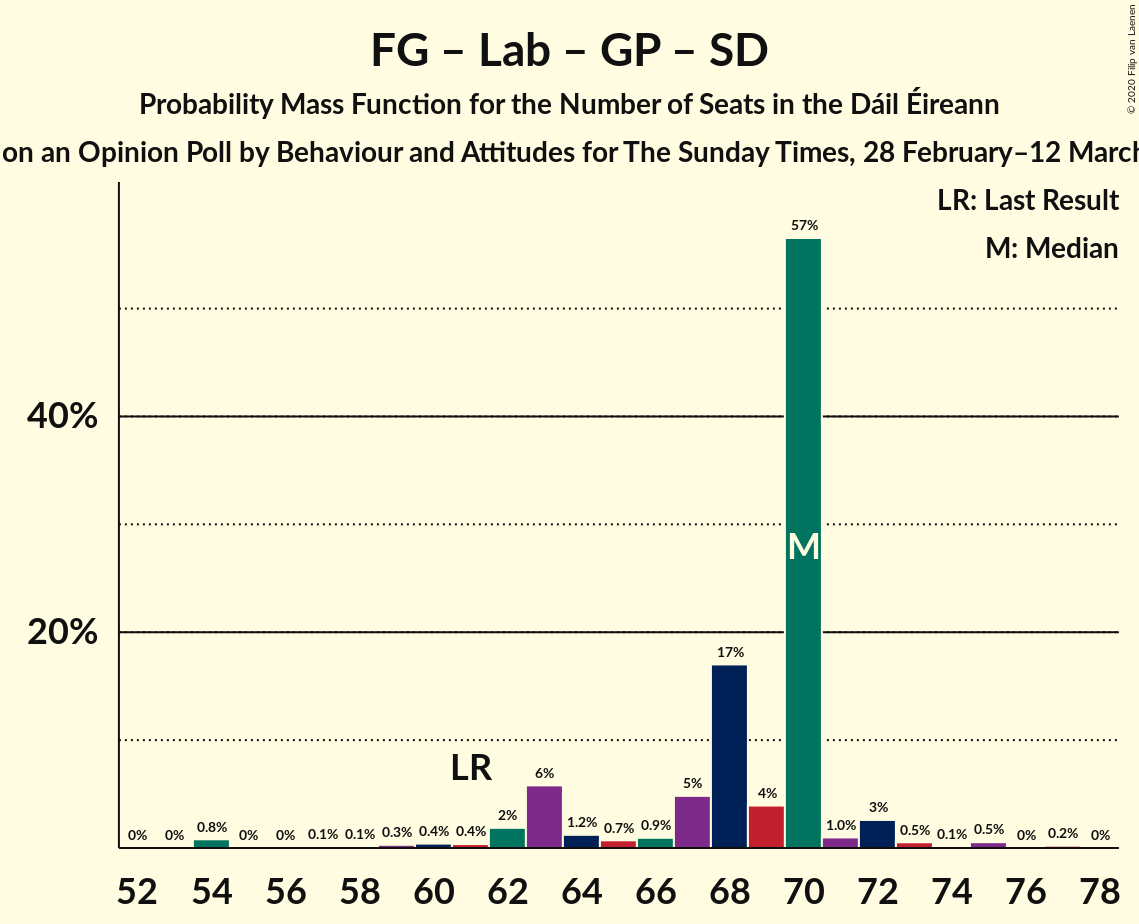 FG – Lab – GP – SD
Probability Mass Function for the Number of Seats in the Dáil Éireann
on an Opinion Poll by Behaviour and Attitudes for The Sunday Times, 28 February–12 March
© 2020 Filip van Laenen
LR: Last Result
M: Median
57%
40%
M
20%
17%
LR
0% 0% 0.8% 0% 0% 0.1% 0.1% 0.3% 0.4% 0.4% 2% 6% 1.2% 0.7% 0.9% 5% 4% 1.0% 3% 0.5% 0.1% 0.5% 0% 0.2% 0%
52 54 56 58 60 62 64 66 68 70 72 74 76 78